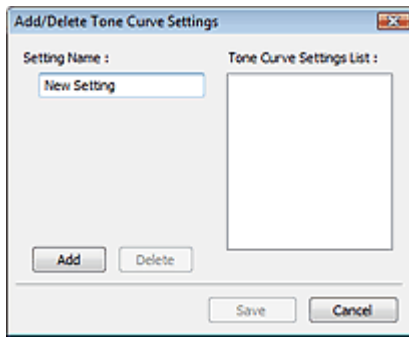 Add/Delete Tone Curve Settings
Setting Name :
Tone Curve Settings List :
New Setting
Add
Delete
Save
Cancel